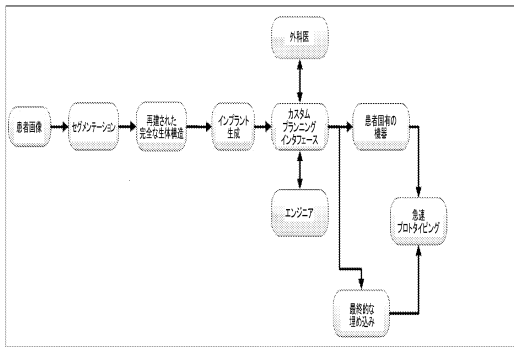 外科医
患者画像
セグメンテーション
再建された
完全な生体構造
インプラント
生成
カスタム
プランニング
インタフェース
患者固有の
機器
エンジニア
急速
プロトタイピング
最終的な
埋め込み